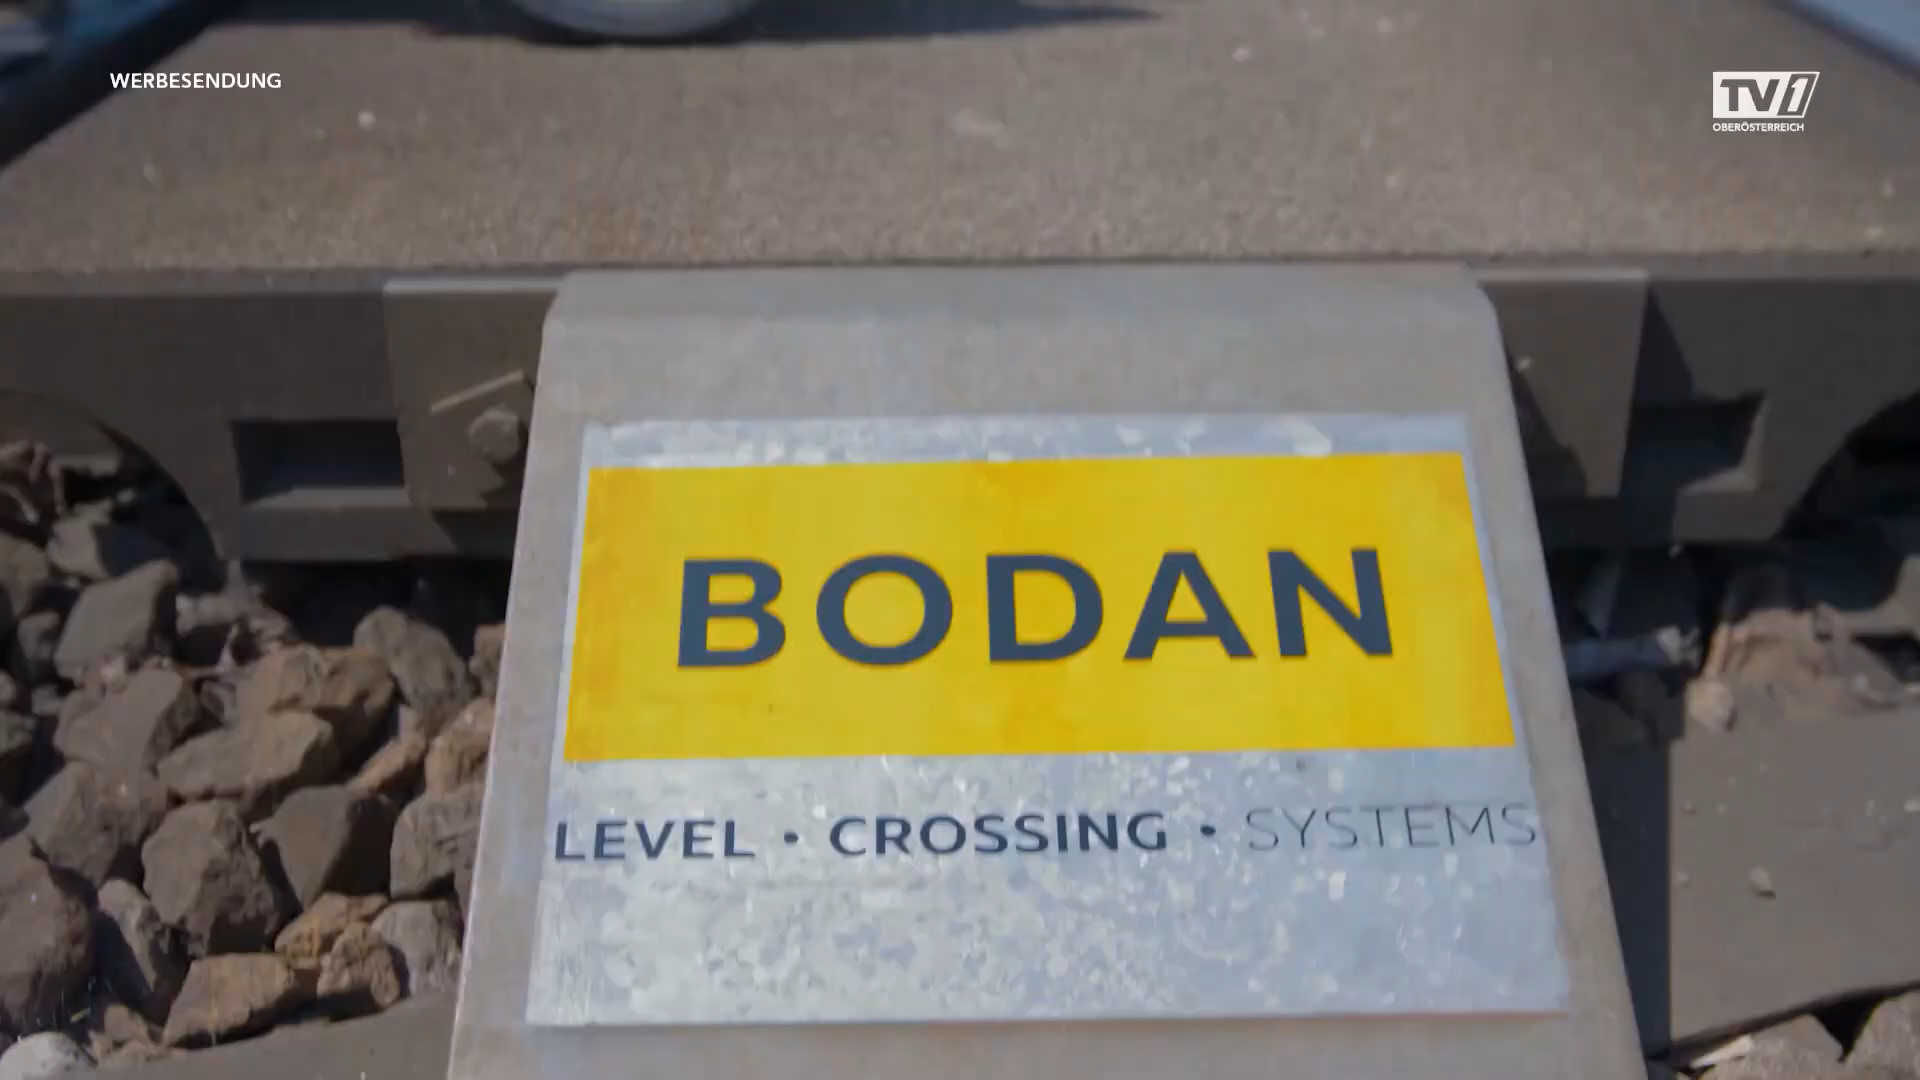 WERBESENDUNG
TV1
OBERÖSTERREICH
BODAN
LEVEL • CROSSING • SYSTEMS